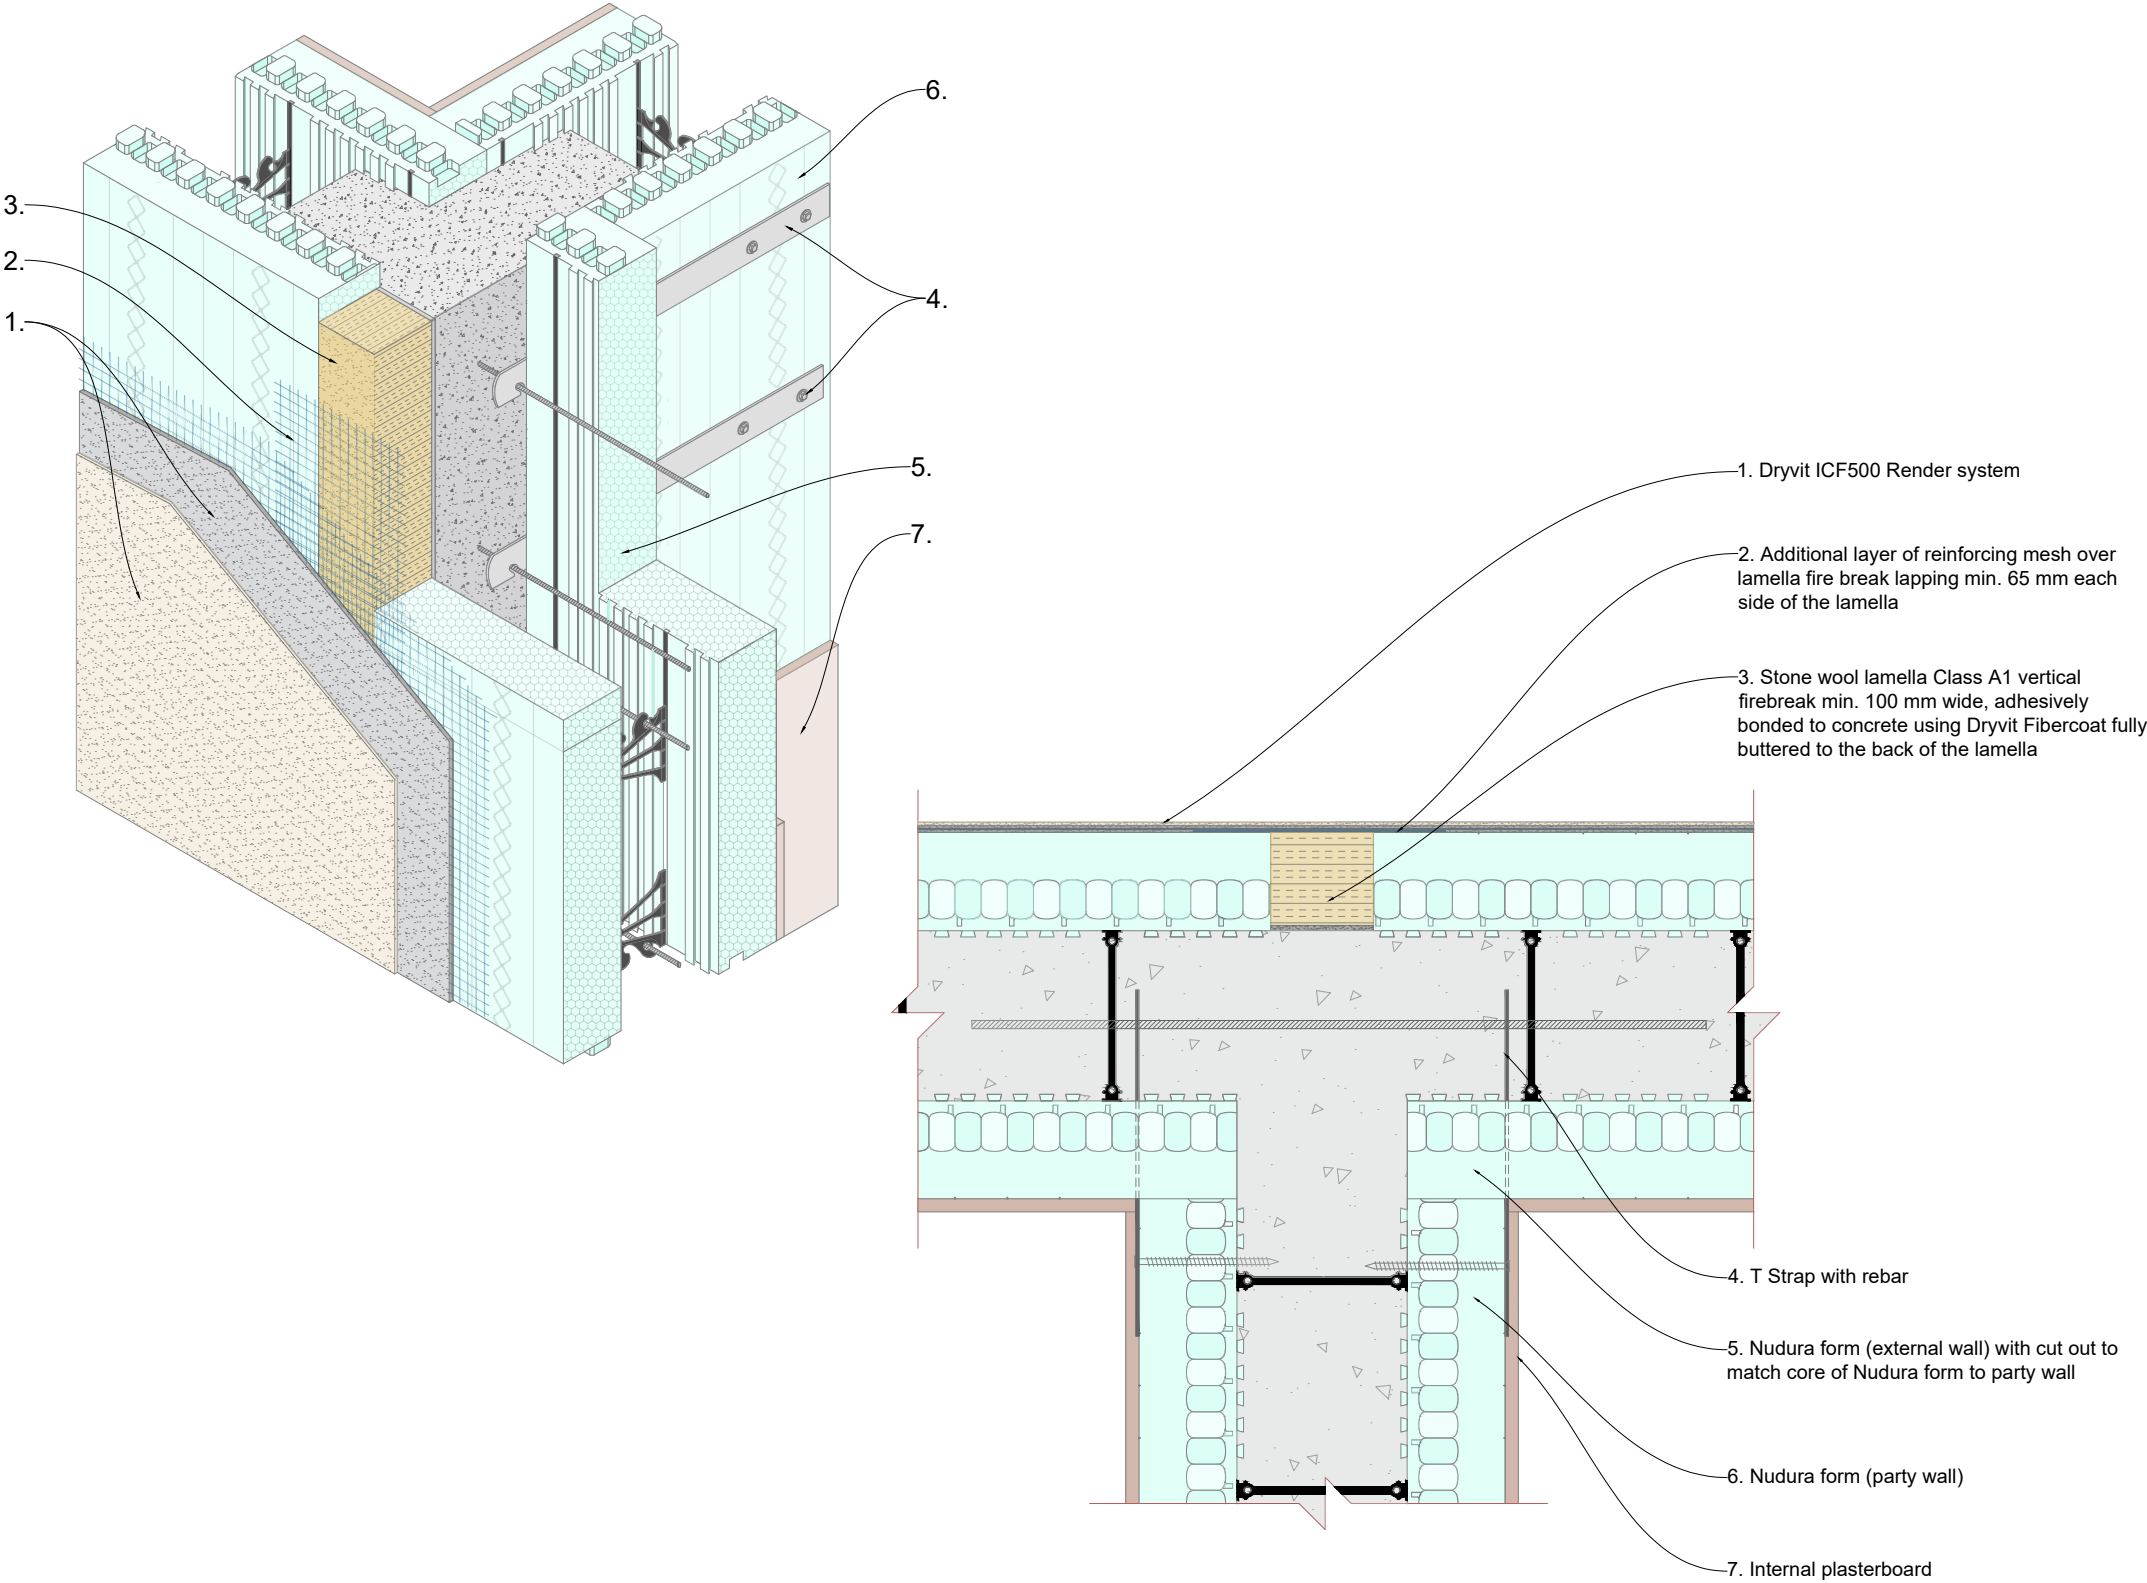 6.
3.
2.
4.
1.
5.
7.
1. Dryvit ICF500 Render system
2. Additional layer of reinforcing mesh over
lamella fire break lapping min. 65 mm each
side of the lamella
3. Stone wool lamella Class A1 vertical
firebreak min. 100 mm wide, adhesively
bonded to concrete using Dryvit Fibercoat fully
buttered to the back of the lamella
4. T Strap with rebar
5. Nudura form (external wall) with cut out to
match core of Nudura form to party wall
6. Nudura form (party wall)
7. Internal plasterboard